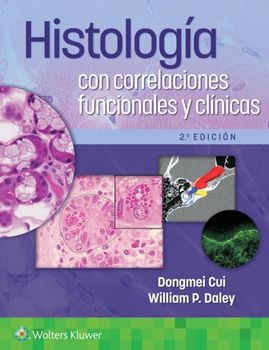 Histología
con correlaciones
funcionales y clínicas
2.ª EDICIÓN
Dongmei Cui
William P. Daley
Wolters Kluwer